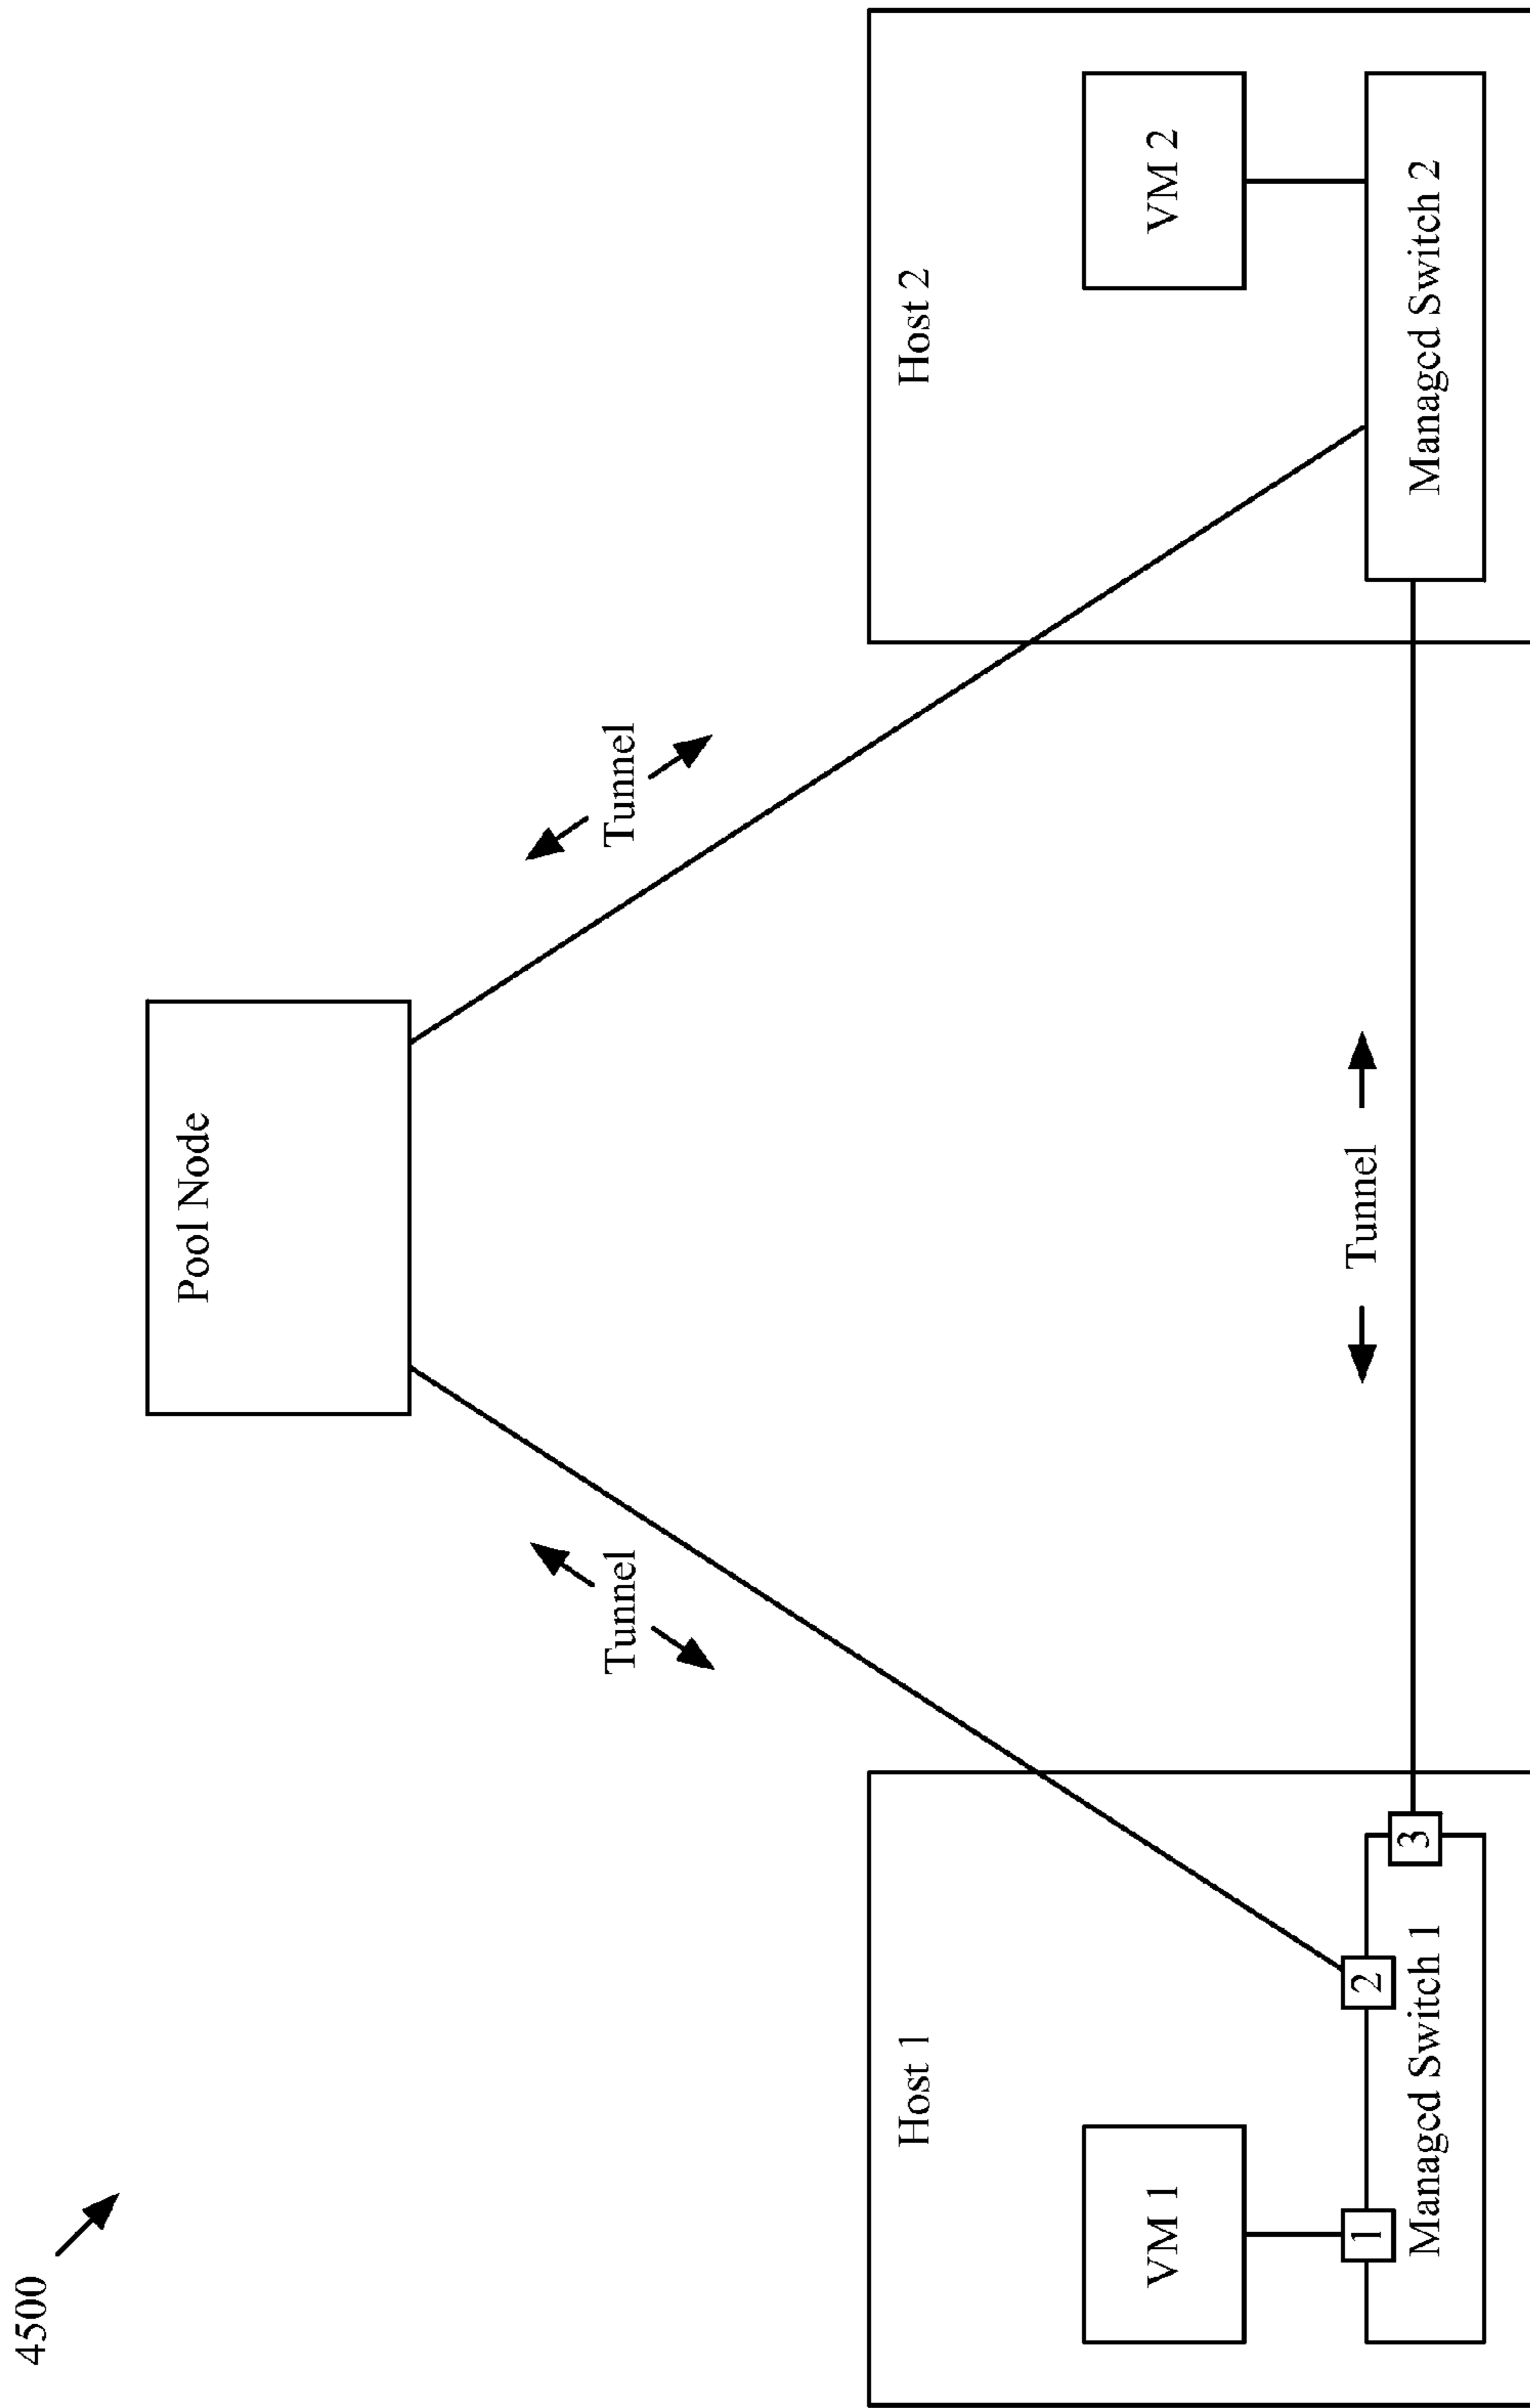 4500
Pool Node
Tunnel
Tunnel
Host 1
Host 2
VM 1
VM 2
Tunnel
1
2
3
Managed Switch 1
Managed Switch 2